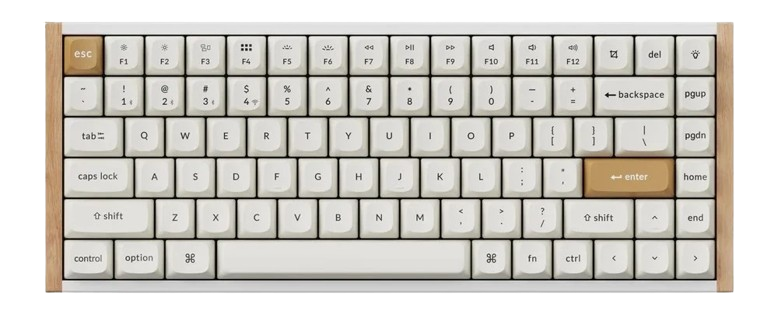 esc F1 F2 F3 F4 F5 F6 F7 F8 F9 F10 F11 F12 del
~ ` ! 1 @ 2 # 3 $ 4 % 5 ^ 6 & 7 * 8 ( 9 ) 0 — - + = ← backspace pgup
tab Q W E R T Y U I O P { [ } ] | \ pgdn
caps lock A S D F G H J K L : ; " ' ↵ enter home
⇧ shift Z X C V B N M < , > . ? / ⇧ shift ^ end
control option ⌘ ⌘ fn ctrl < ⌄ >